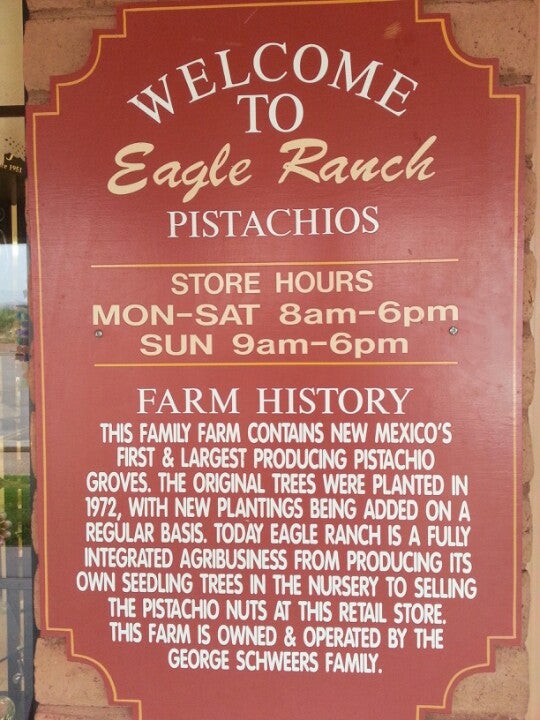 WELCOME
TO
Eagle Ranch
PISTACHIOS
STORE HOURS
MON-SAT 8am-6pm
SUN 9am-6pm
FARM HISTORY
THIS FAMILY FARM CONTAINS NEW MEXICO'S
FIRST & LARGEST PRODUCING PISTACHIO
GROVES. THE ORIGINAL TREES WERE PLANTED IN
1972, WITH NEW PLANTINGS BEING ADDED ON A
REGULAR BASIS. TODAY EAGLE RANCH IS A FULLY
INTEGRATED AGRIBUSINESS FROM PRODUCING ITS
OWN SEEDLING TREES IN THE NURSERY TO SELLING
THE PISTACHIO NUTS AT THIS RETAIL STORE.
THIS FARM IS OWNED & OPERATED BY THE
GEORGE SCHWEERS FAMILY.